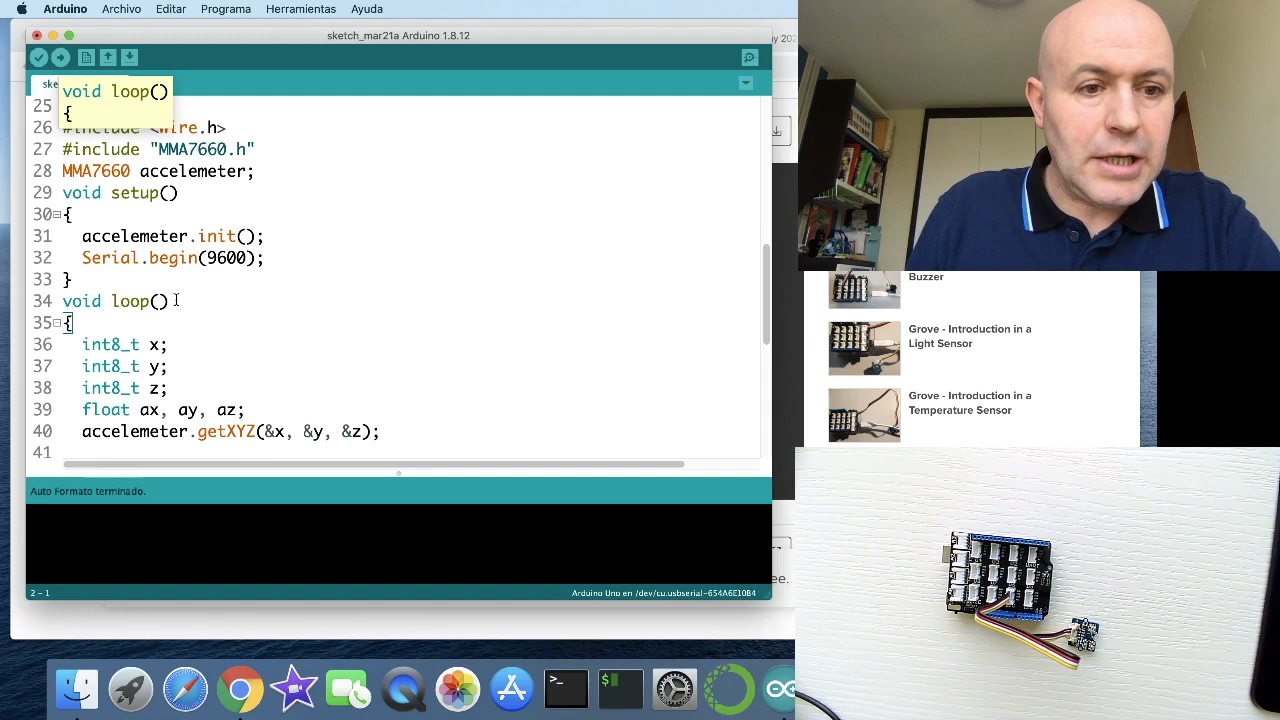 Arduino Archivo Editar Programa Herramientas Ayuda
sketch_mar21a Arduino 1.8.12
ske
void loop()
{
25
26 #include <Wire.h>
27 #include "MMA7660.h"
28 MMA7660 accelemeter;
29 void setup()
30 {
31 accelemeter.init();
32 Serial.begin(9600);
33 }
34 void loop()
35 {
36 int8_t x;
37 int8_t y;
38 int8_t z;
39 float ax, ay, az;
40 accelemeter.getXYZ(&x, &y, &z);
41
Auto Formato terminado.
2 - 1
Arduino Uno en /dev/cu.usbserial-654A6E10B4
Buzzer
Grove - Introduction in a
Light Sensor
Grove - Introduction in a
Temperature Sensor
ee.